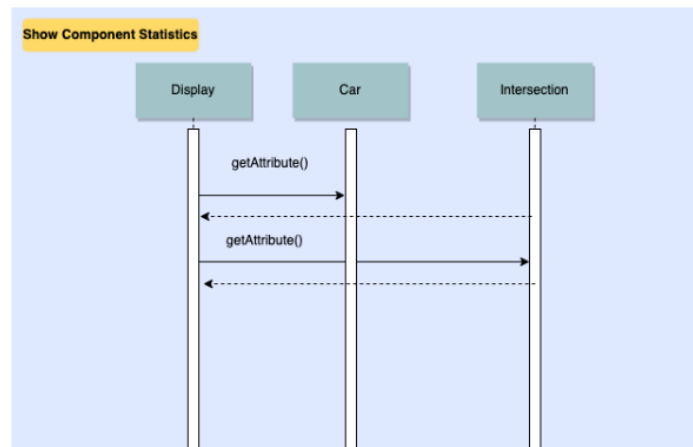 Show Component Statistics
Display
Car
Intersection
getAttribute()
getAttribute()